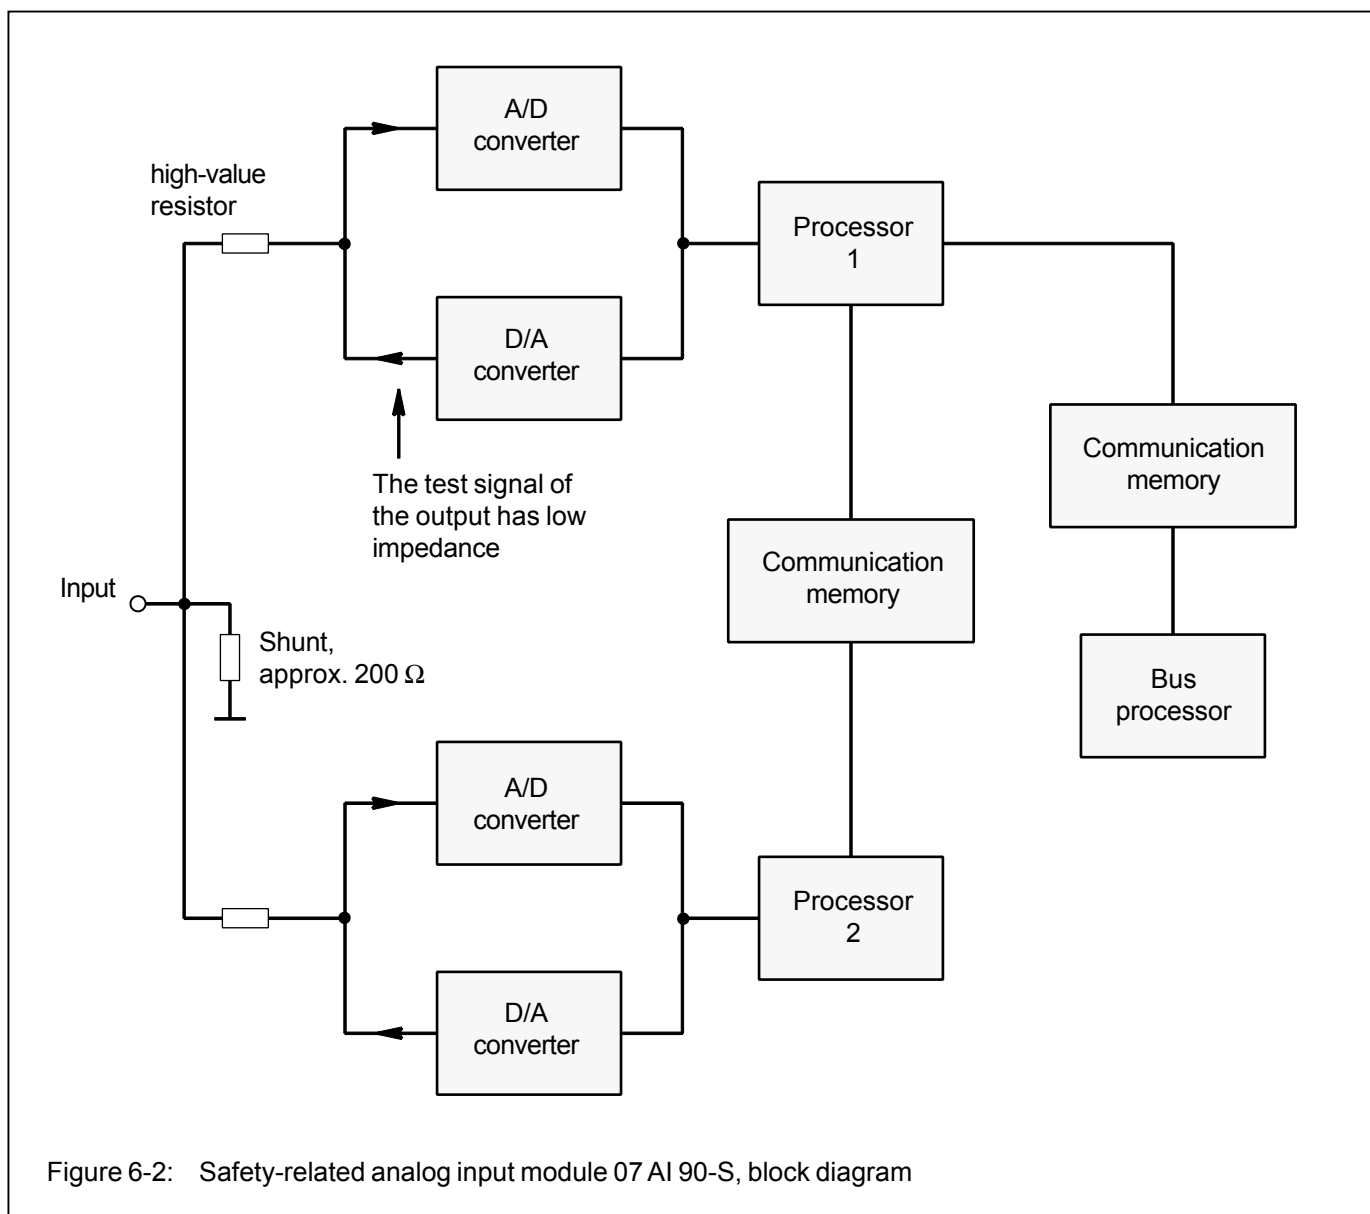 A/D
converter
high-value
resistor
Processor
1
D/A
converter
Communication
memory
The test signal of
the output has low
impedance
Communication
memory
Input
Shunt,
approx. 200 Ω
Bus
processor
A/D
converter
Processor
2
D/A
converter
Figure 6-2: Safety-related analog input module 07 AI 90-S, block diagram